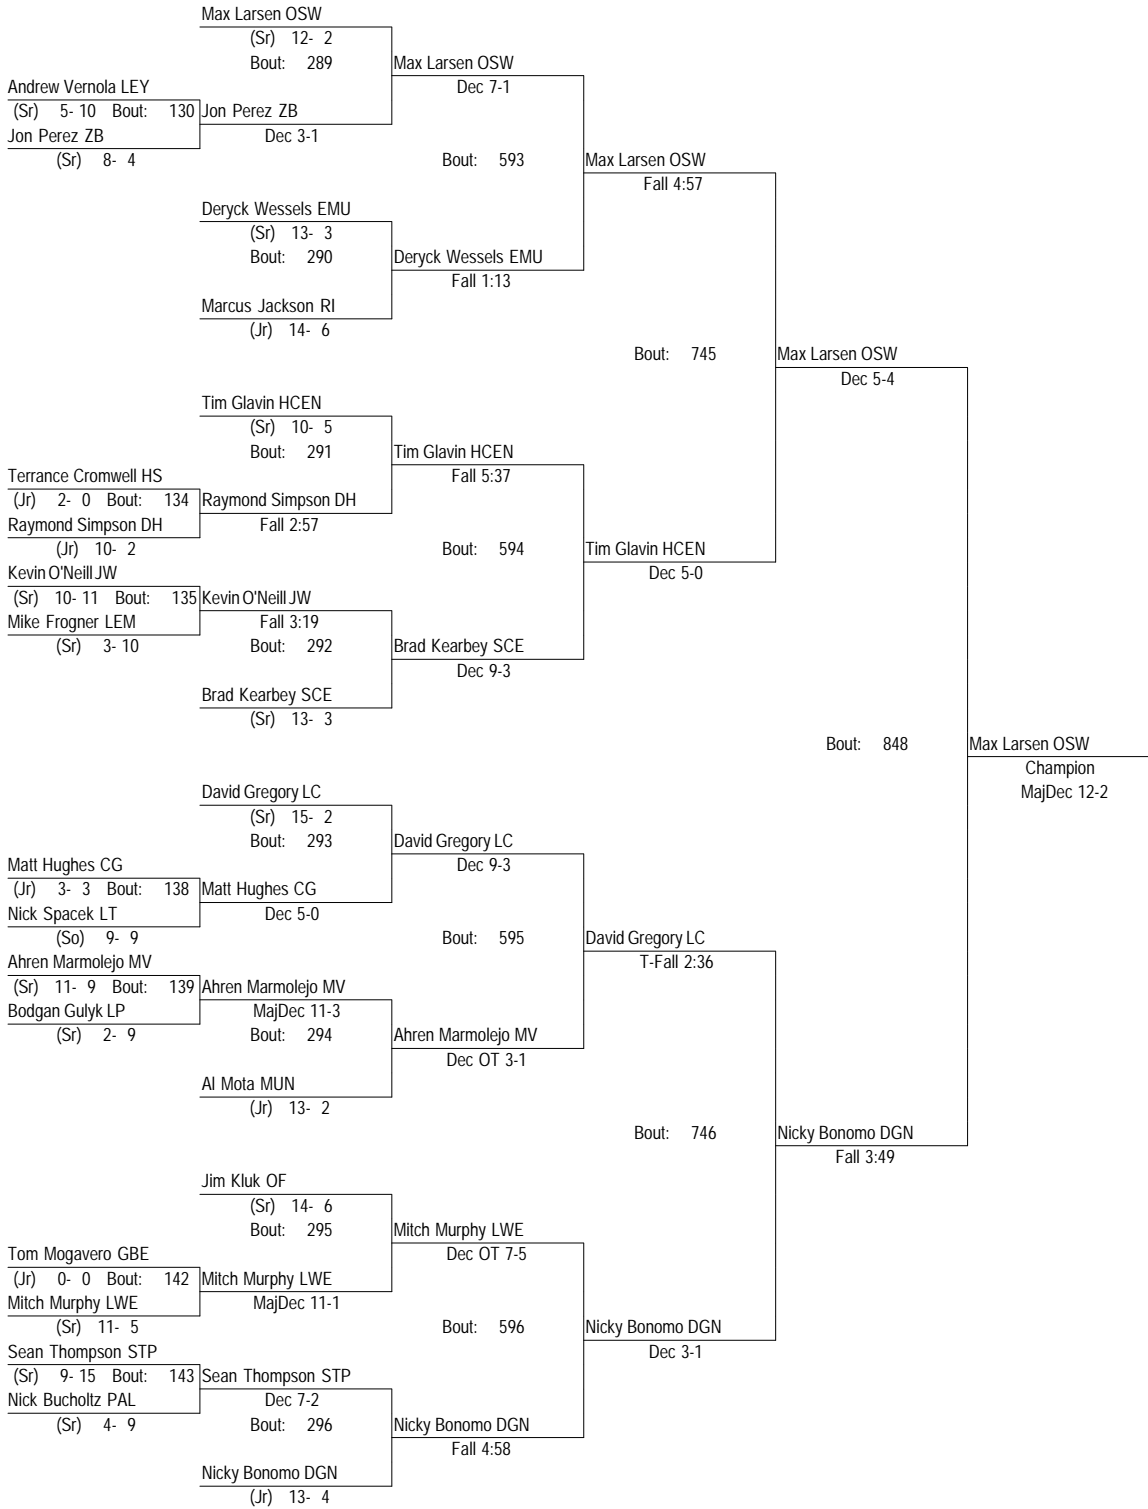 Max Larsen OSW
(Sr) 12- 2
Bout: 289
Max Larsen OSW
Dec 7-1
Andrew Vernola LEY
(Sr) 5- 10 Bout: 130
Jon Perez ZB
Dec 3-1
Jon Perez ZB
(Sr) 8- 4
Bout: 593
Max Larsen OSW
Fall 4:57
Deryck Wessels EMU
(Sr) 13- 3
Bout: 290
Deryck Wessels EMU
Fall 1:13
Marcus Jackson RI
(Jr) 14- 6
Bout: 745
Max Larsen OSW
Dec 5-4
Tim Glavin HCEN
(Sr) 10- 5
Bout: 291
Tim Glavin HCEN
Fall 5:37
Terrance Cromwell HS
(Jr) 2- 0 Bout: 134
Raymond Simpson DH
Fall 2:57
Raymond Simpson DH
(Jr) 10- 2
Bout: 594
Tim Glavin HCEN
Dec 5-0
Kevin O'Neill JW
(Sr) 10- 11 Bout: 135
Kevin O'Neill JW
Fall 3:19
Mike Frogner LEM
(Sr) 3- 10
Bout: 292
Brad Kearbey SCE
Dec 9-3
Brad Kearbey SCE
(Sr) 13- 3
Bout: 848
Max Larsen OSW
Champion
MajDec 12-2
David Gregory LC
(Sr) 15- 2
Bout: 293
David Gregory LC
Dec 9-3
Matt Hughes CG
(Jr) 3- 3 Bout: 138
Matt Hughes CG
Dec 5-0
Nick Spacek LT
(So) 9- 9
Bout: 595
David Gregory LC
T-Fall 2:36
Ahren Marmolejo MV
(Sr) 11- 9 Bout: 139
Ahren Marmolejo MV
MajDec 11-3
Bodgan Gulyk LP
(Sr) 2- 9
Bout: 294
Ahren Marmolejo MV
Dec OT 3-1
Al Mota MUN
(Jr) 13- 2
Bout: 746
Nicky Bonomo DGN
Fall 3:49
Jim Kluk OF
(Sr) 14- 6
Bout: 295
Mitch Murphy LWE
Dec OT 7-5
Tom Mogavero GBE
(Jr) 0- 0 Bout: 142
Mitch Murphy LWE
MajDec 11-1
Mitch Murphy LWE
(Sr) 11- 5
Bout: 596
Nicky Bonomo DGN
Dec 3-1
Sean Thompson STP
(Sr) 9- 15 Bout: 143
Sean Thompson STP
Dec 7-2
Nick Bucholtz PAL
(Sr) 4- 9
Bout: 296
Nicky Bonomo DGN
Fall 4:58
Nicky Bonomo DGN
(Jr) 13- 4